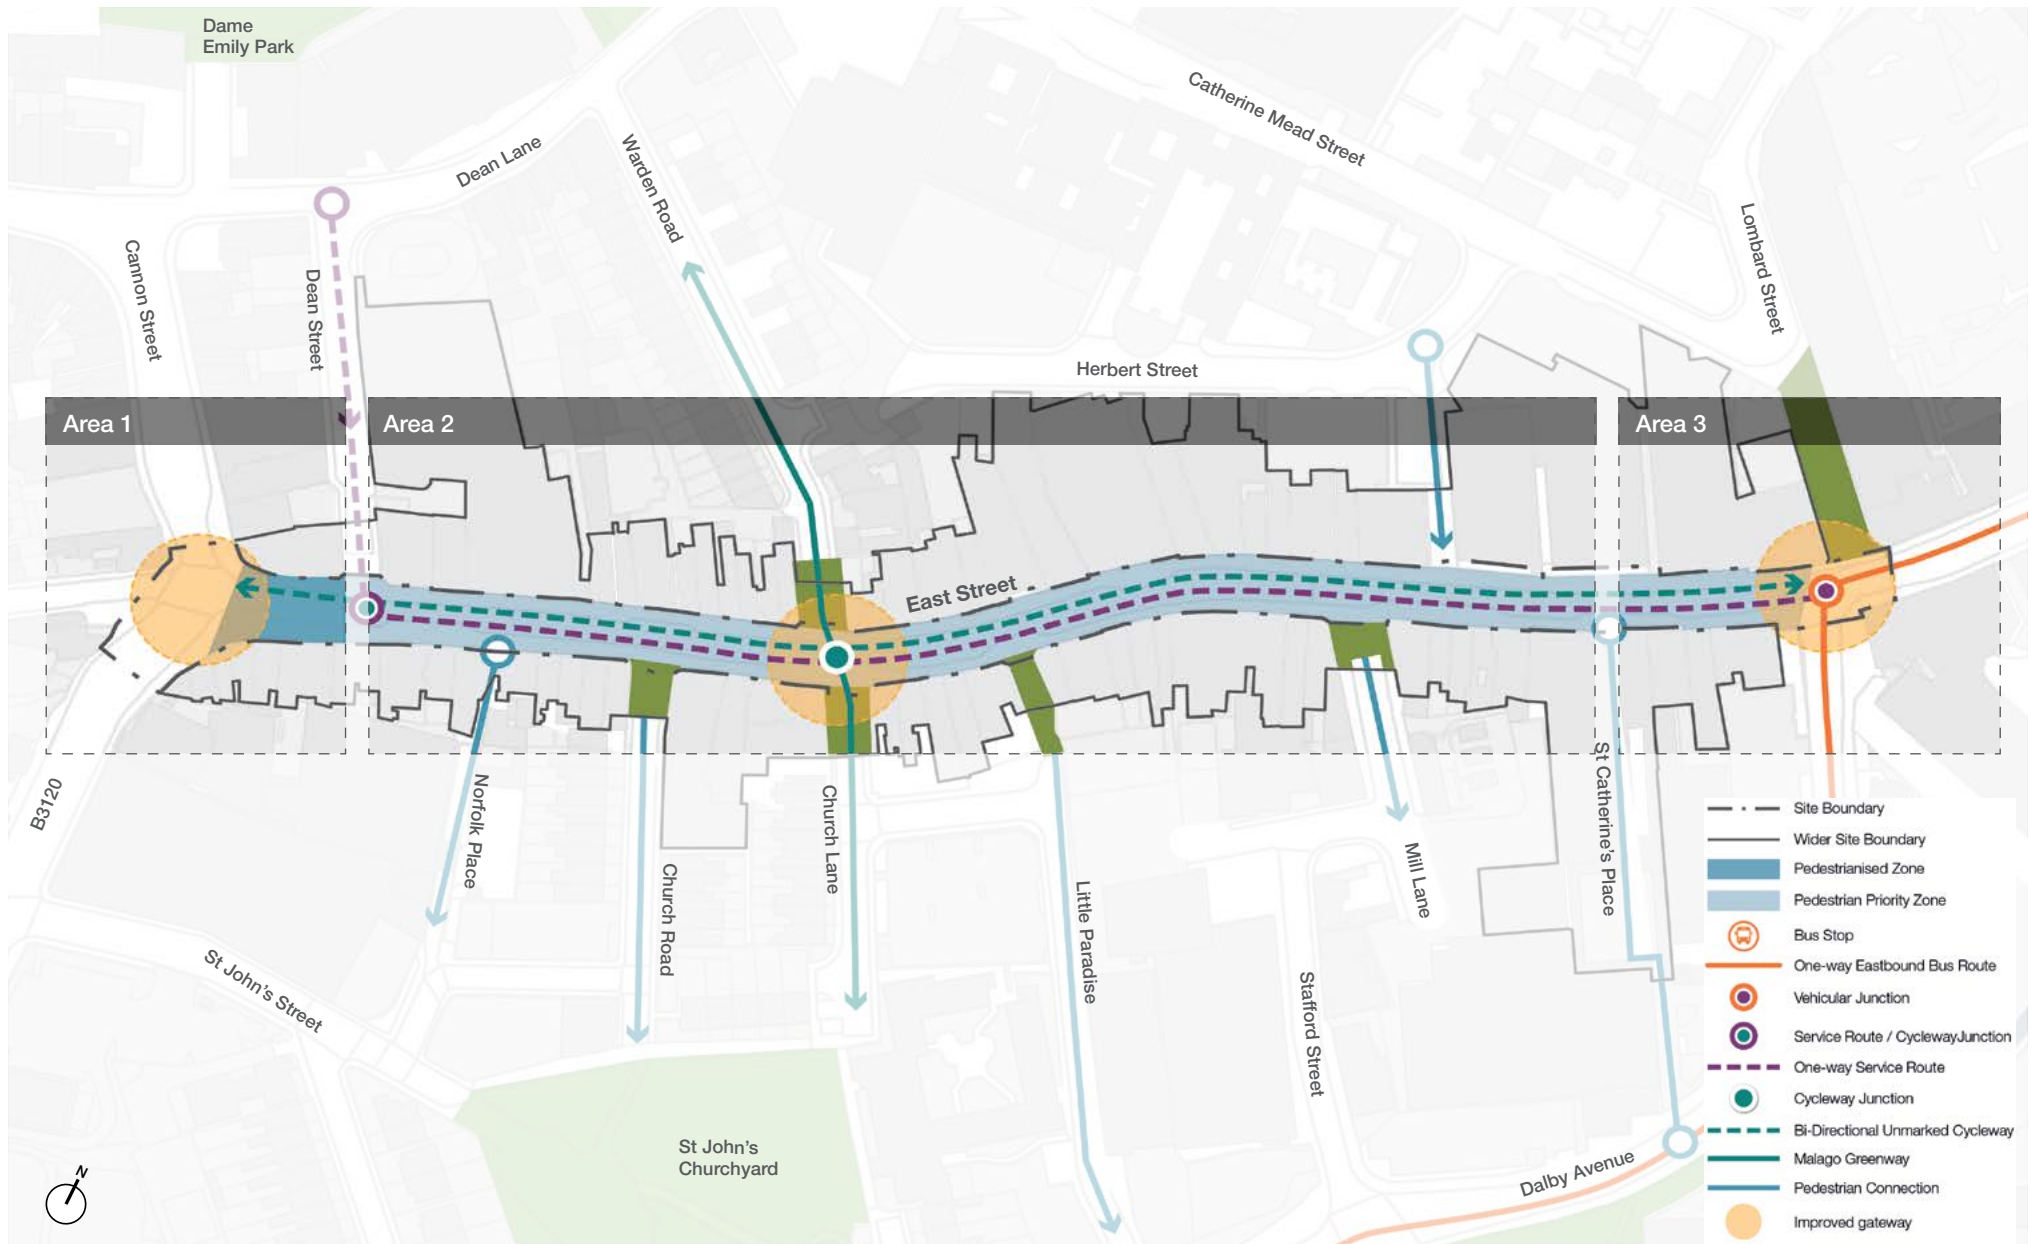 Dame
Emily Park
Catherine Mead Street
Dean Lane
Warden Road
Lombard Street
Cannon Street
Dean Street
Herbert Street
Area 1
Area 2
Area 3
East Street
B3120
Norfolk Place
Church Road
Church Lane
Little Paradise
Mill Lane
St Catherine's Place
St John's Street
Stafford Street
St John's
Churchyard
Dalby Avenue
N
Site Boundary
Wider Site Boundary
Pedestrianised Zone
Pedestrian Priority Zone
Bus Stop
One-way Eastbound Bus Route
Vehicular Junction
Service Route / CyclewayJunction
One-way Service Route
Cycleway Junction
Bi-Directional Unmarked Cycleway
Malago Greenway
Pedestrian Connection
Improved gateway